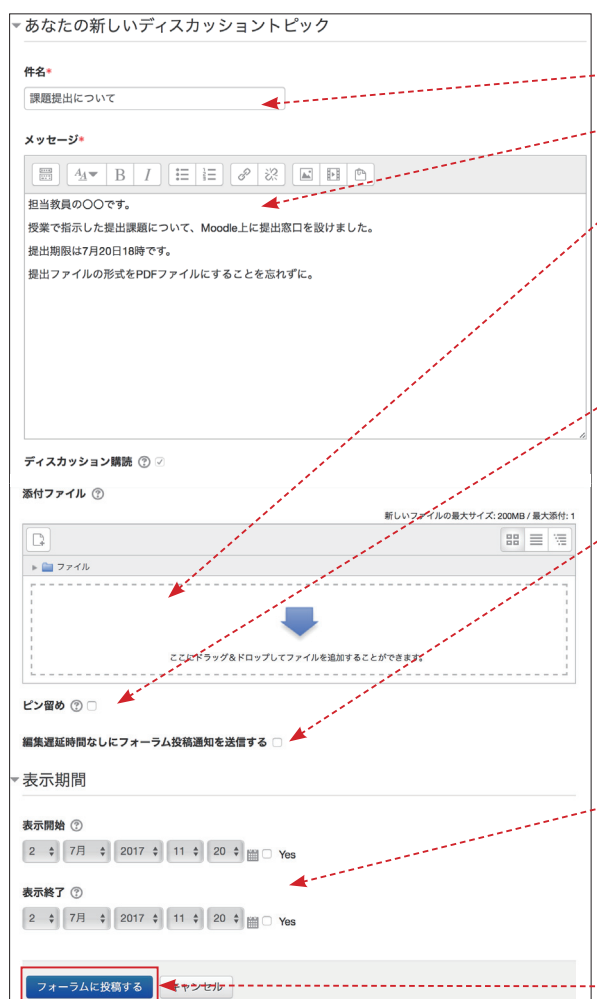 あなたの新しいディスカッショントピック
件名*
課題提出について
メッセージ*
B I
担当教員の〇〇です。
授業で指示した提出課題について、Moodle上に提出窓口を設けました。
提出期限は7月20日18時です。
提出ファイルの形式をPDFファイルにすることを忘れずに。
ディスカッション購読
添付ファイル
新しいファイルの最大サイズ: 200MB / 最大添付: 1
ファイル
ここにドラッグ&ドロップしてファイルを追加することができます。
ピン留め
編集遅延時間なしにフォーラム投稿通知を送信する
表示期間
表示開始
2 7月 2017 11 20 Yes
表示終了
2 7月 2017 11 20 Yes
フォーラムに投稿する キャンセル